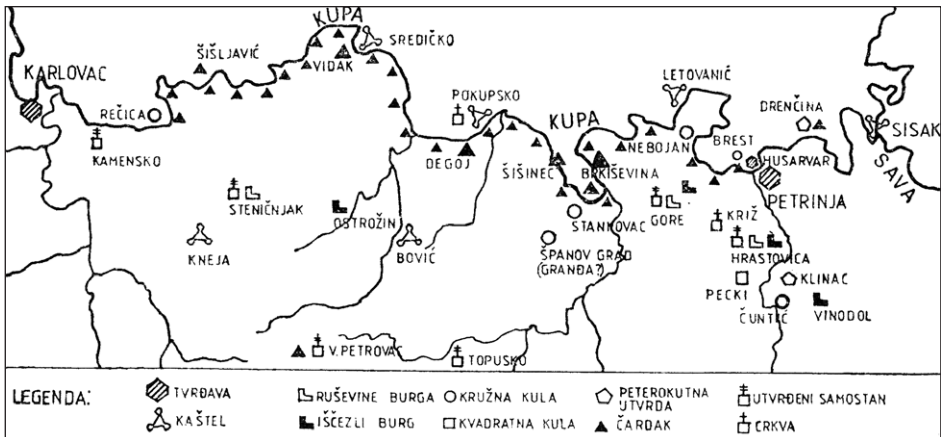 KUPA
SREDIČKO
ŠIŠLJAVIĆ
VIDAK
KARLOVAC
LETOVANIĆ
DRENČINA
POKUPSKO
REČICA
KUPA
SISAK
NEBOJAN
BREST
KAMENSKO
DEGOJ
ŠIŠINEC
BRKIŠEVINA
HUSARVAR
SAVA
PETRINJA
STENIČNJAK
OSTROŽIN
GORE
STANKOVAC
KRIŽ
KNEJA
BOVIĆ
ŠPANOV GRAD
(GRANĐA?)
HRASTOVICA
PECKI
KLINAC
ČUNTIĆ
VINODOL
V. PETROVAC
TOPUSKO
LEGENDA:
TVRĐAVA
RUŠEVINE BURGA
KRUŽNA KULA
PETEROKUTNA
UTVRDA
UTVRĐENI SAMOSTAN
KAŠTEL
IŠČEZLI BURG
KVADRATNA KULA
ČARDAK
CRKVA